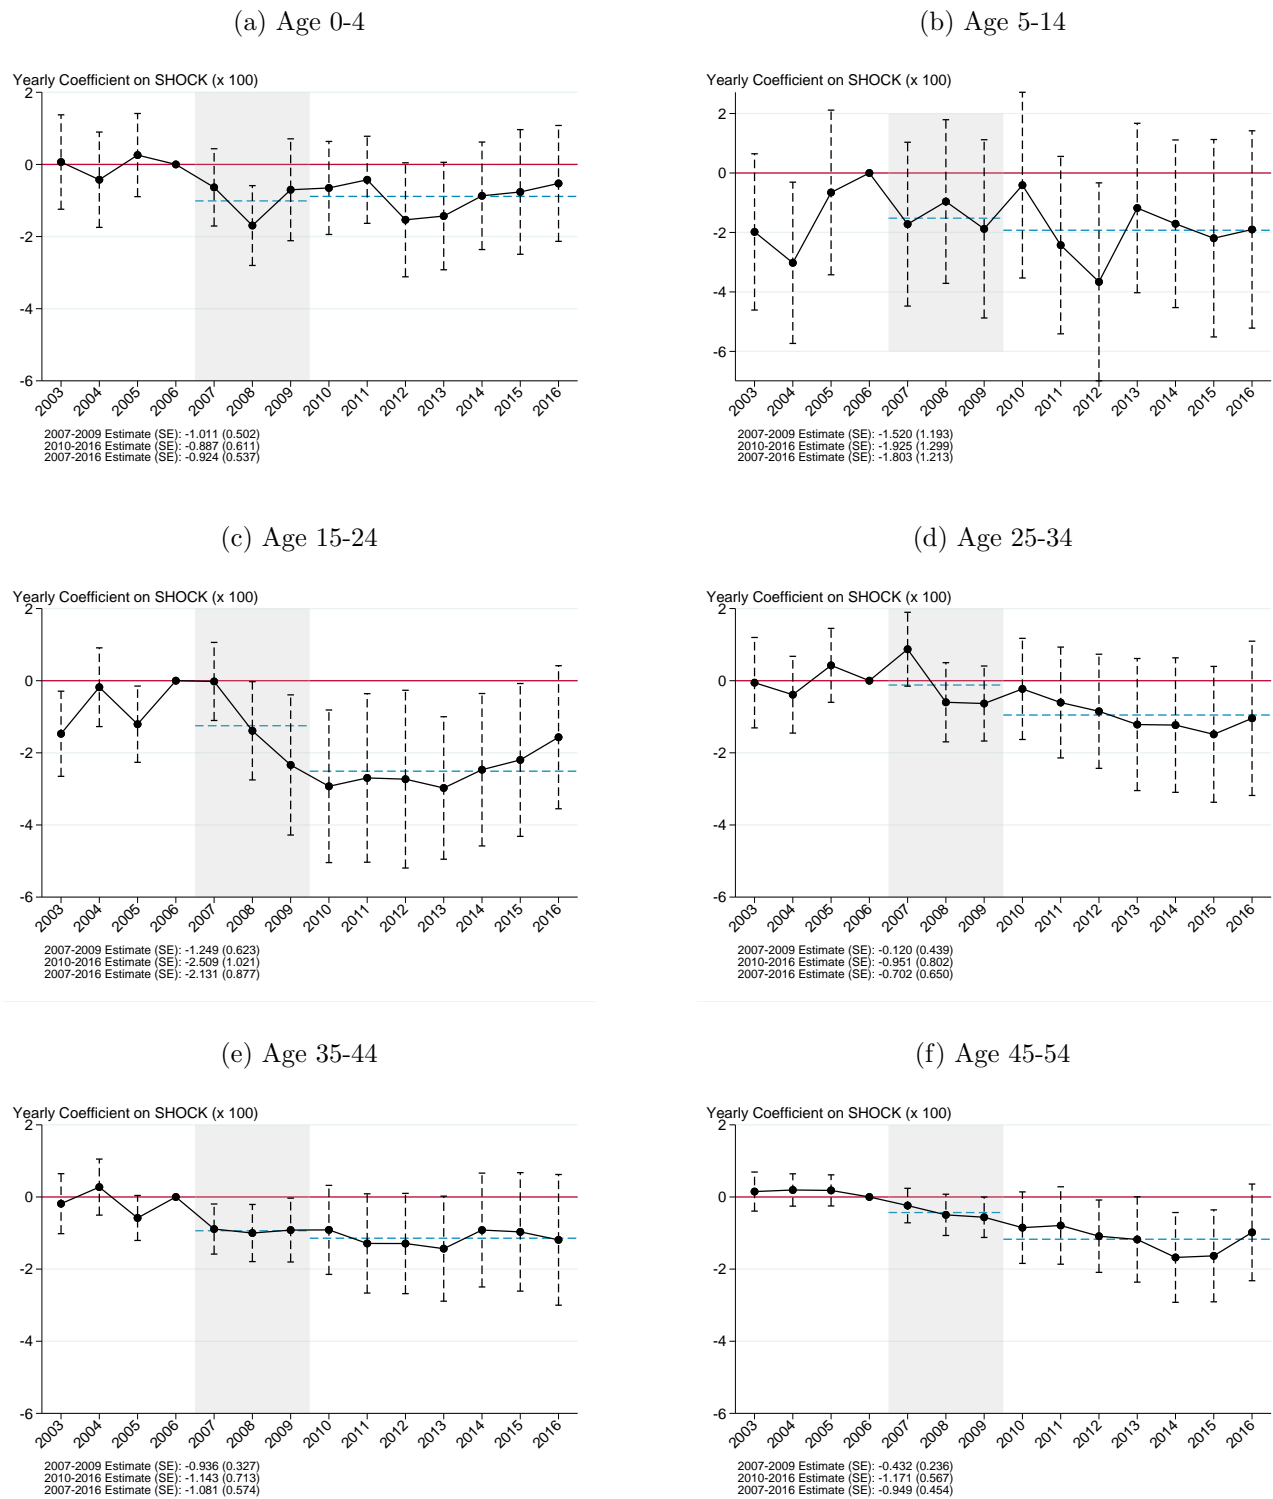 (a) Age 0-4
Yearly Coefficient on SHOCK (x 100)
2
0
-2
-4
-6
2003 2004 2005 2006 2007 2008 2009 2010 2011 2012 2013 2014 2015 2016
2007-2009 Estimate (SE): -1.011 (0.502)
2010-2016 Estimate (SE): -0.887 (0.611)
2007-2016 Estimate (SE): -0.924 (0.537)
(b) Age 5-14
Yearly Coefficient on SHOCK (x 100)
2
0
-2
-4
-6
2003 2004 2005 2006 2007 2008 2009 2010 2011 2012 2013 2014 2015 2016
2007-2009 Estimate (SE): -1.520 (1.193)
2010-2016 Estimate (SE): -1.925 (1.299)
2007-2016 Estimate (SE): -1.803 (1.213)
(c) Age 15-24
Yearly Coefficient on SHOCK (x 100)
2
0
-2
-4
-6
2003 2004 2005 2006 2007 2008 2009 2010 2011 2012 2013 2014 2015 2016
2007-2009 Estimate (SE): -1.249 (0.623)
2010-2016 Estimate (SE): -2.509 (1.021)
2007-2016 Estimate (SE): -2.131 (0.877)
(d) Age 25-34
Yearly Coefficient on SHOCK (x 100)
2
0
-2
-4
-6
2003 2004 2005 2006 2007 2008 2009 2010 2011 2012 2013 2014 2015 2016
2007-2009 Estimate (SE): -0.120 (0.439)
2010-2016 Estimate (SE): -0.951 (0.802)
2007-2016 Estimate (SE): -0.702 (0.650)
(e) Age 35-44
Yearly Coefficient on SHOCK (x 100)
2
0
-2
-4
-6
2003 2004 2005 2006 2007 2008 2009 2010 2011 2012 2013 2014 2015 2016
2007-2009 Estimate (SE): -0.936 (0.327)
2010-2016 Estimate (SE): -1.143 (0.713)
2007-2016 Estimate (SE): -1.081 (0.574)
(f) Age 45-54
Yearly Coefficient on SHOCK (x 100)
2
0
-2
-4
-6
2003 2004 2005 2006 2007 2008 2009 2010 2011 2012 2013 2014 2015 2016
2007-2009 Estimate (SE): -0.432 (0.236)
2010-2016 Estimate (SE): -1.171 (0.567)
2007-2016 Estimate (SE): -0.949 (0.454)